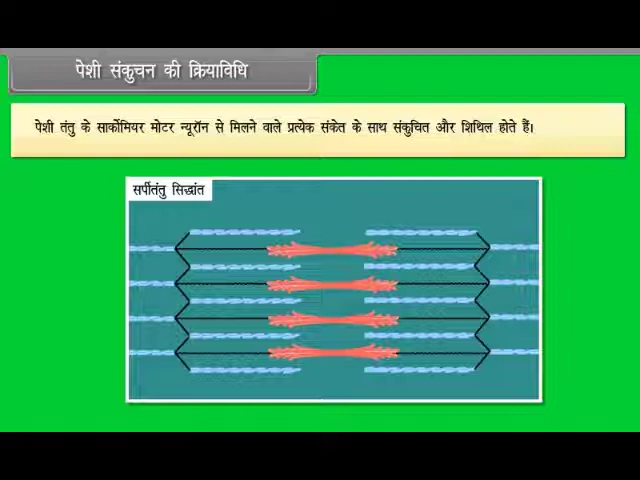 पेशी संकुचन की क्रियाविधि
पेशी तंतु के सार्कोमियर मोटर न्यूरॉन से मिलने वाले प्रत्येक संकेत के साथ संकुचित और शिथिल होते हैं।
सर्पीतंतु सिद्धांत